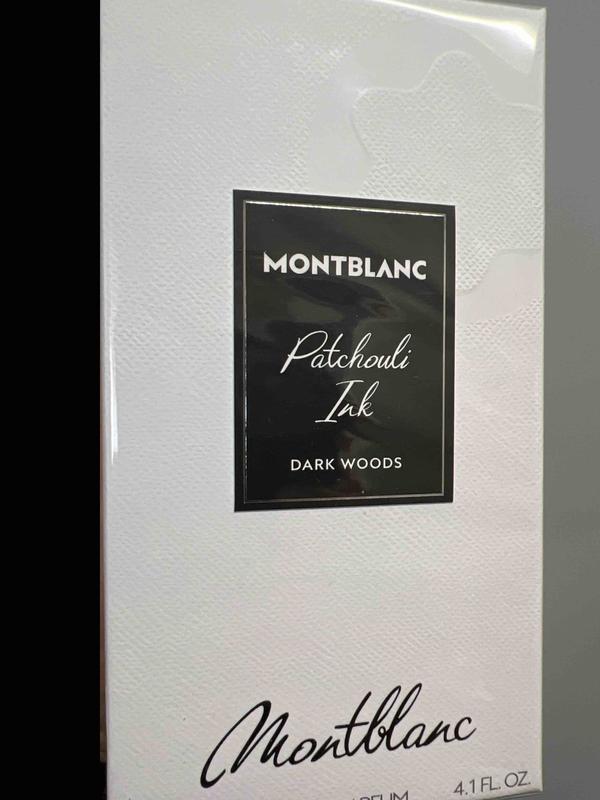 MONTBLANC
Patchouli
Ink
DARK WOODS
Montblanc
4.1 FL. OZ.